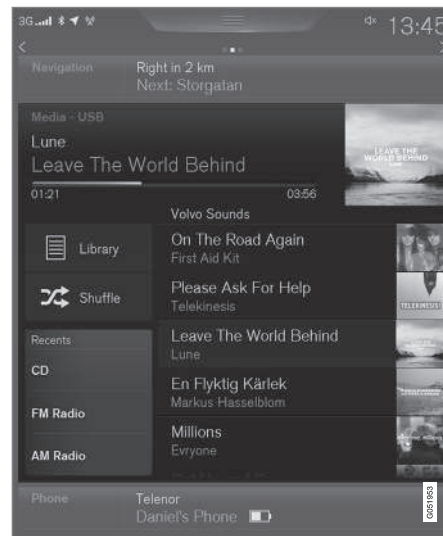 3G
13:45
Navigation
Right in 2 km
Next: Storgatan
Media - USB
Lune
Leave The World Behind
01:21
03:56
LEAVE THE
WORLD BEHIND
Volvo Sounds
Library
Shuffle
On The Road Again
First Aid Kit
Please Ask For Help
Telekinesis
TELEKINESIS!
Leave The World Behind
Lune
En Flyktig Kärlek
Markus Hasselblom
Millions
Evryone
Recents
CD
FM Radio
AM Radio
Phone
Telenor
Daniel's Phone
G051953